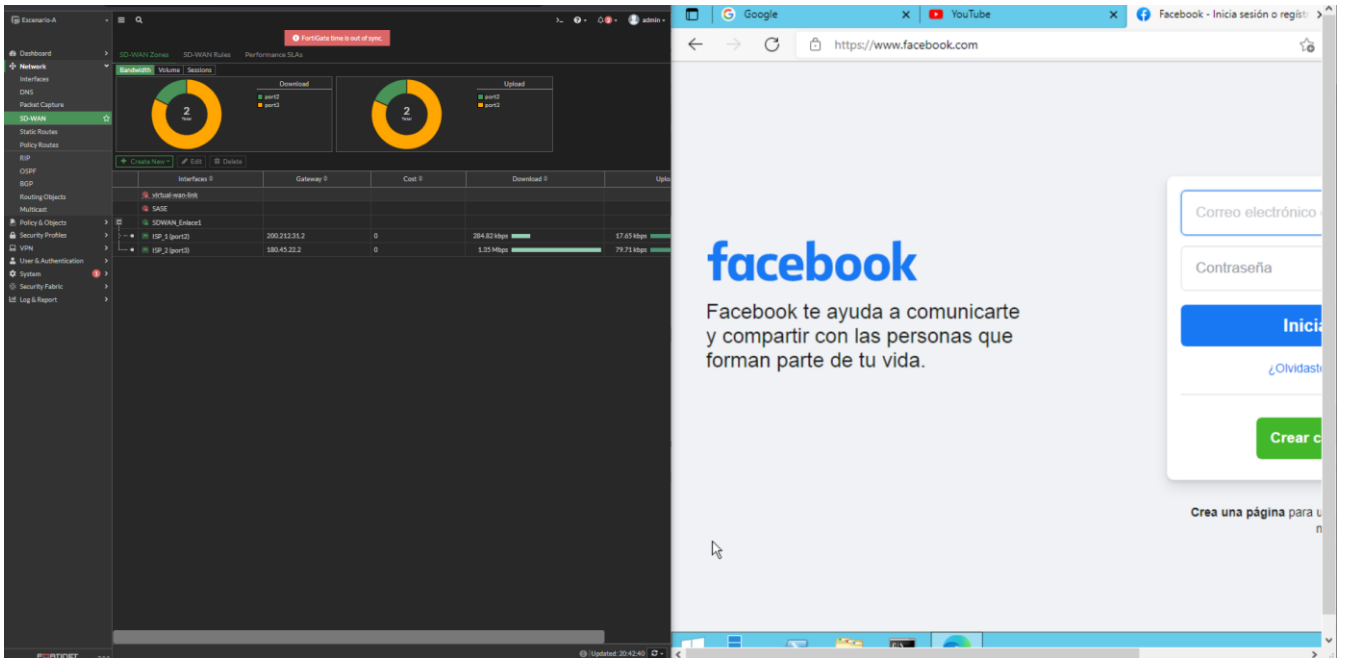 Escenario-A
admin
FortiGate time is out of sync.
Dashboard
Network
Interfaces
DNS
Packet Capture
SD-WAN
Static Routes
Policy Routes
RIP
OSPF
BGP
Routing Objects
Multicast
Policy & Objects
Security Profiles
VPN
User & Authentication
System 1
Security Fabric
Log & Report
SD-WAN Zones SD-WAN Rules Performance SLAs
Bandwidth Volume Sessions
Download
port2
port3
2
Total
Upload
port2
port3
2
Total
Create New Edit Delete
Interfaces Gateway Cost Download Uplo
virtual-wan-link
SASE
SDWAN_Enlace1
ISP_1 (port2) 200.212.31.2 0 284.82 kbps 17.65 kbps
ISP_2 (port3) 180.45.22.2 0 1.35 Mbps 79.71 kbps
Updated: 20:42:40
Google
YouTube
Facebook - Inicia sesión o regístr
https://www.facebook.com
facebook
Facebook te ayuda a comunicarte
y compartir con las personas que
forman parte de tu vida.
Correo electrónico
Contraseña
Inicia
¿Olvidaste
Crear c
Crea una página para u
n